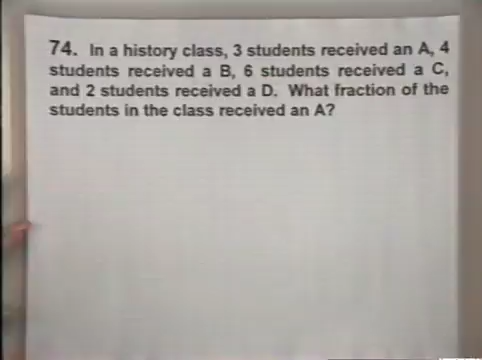 74. In a history class, 3 students received an A, 4
students received a B, 6 students received a C,
and 2 students received a D. What fraction of the
students in the class received an A?